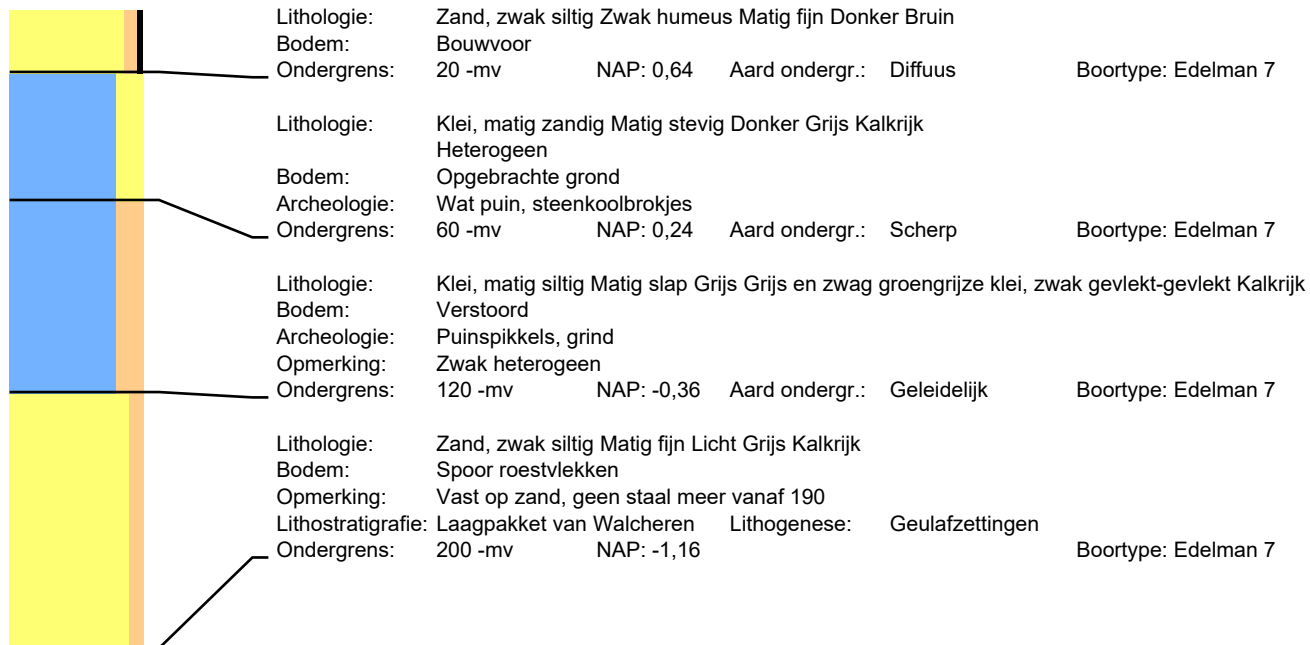 Lithologie: Zand, zwak siltig Zwak humeus Matig fijn Donker Bruin
Bodem: Bouwvoor
Ondergrens: 20 -mv NAP: 0,64 Aard ondergr.: Diffuus Boortype: Edelman 7
Lithologie: Klei, matig zandig Matig stevig Donker Grijs Kalkrijk
Heterogeen
Bodem: Opgebrachte grond
Archeologie: Wat puin, steenkoolbrokjes
Ondergrens: 60 -mv NAP: 0,24 Aard ondergr.: Scherp Boortype: Edelman 7
Lithologie: Klei, matig siltig Matig slap Grijs Grijs en zwag groengrijze klei, zwak gevlekt-gevlekt Kalkrijk
Bodem: Verstoord
Archeologie: Puinspikkels, grind
Opmerking: Zwak heterogeen
Ondergrens: 120 -mv NAP: -0,36 Aard ondergr.: Geleidelijk Boortype: Edelman 7
Lithologie: Zand, zwak siltig Matig fijn Licht Grijs Kalkrijk
Bodem: Spoor roestvlekken
Opmerking: Vast op zand, geen staal meer vanaf 190
Lithostratigrafie: Laagpakket van Walcheren Lithogenese: Geulafzettingen
Ondergrens: 200 -mv NAP: -1,16 Boortype: Edelman 7